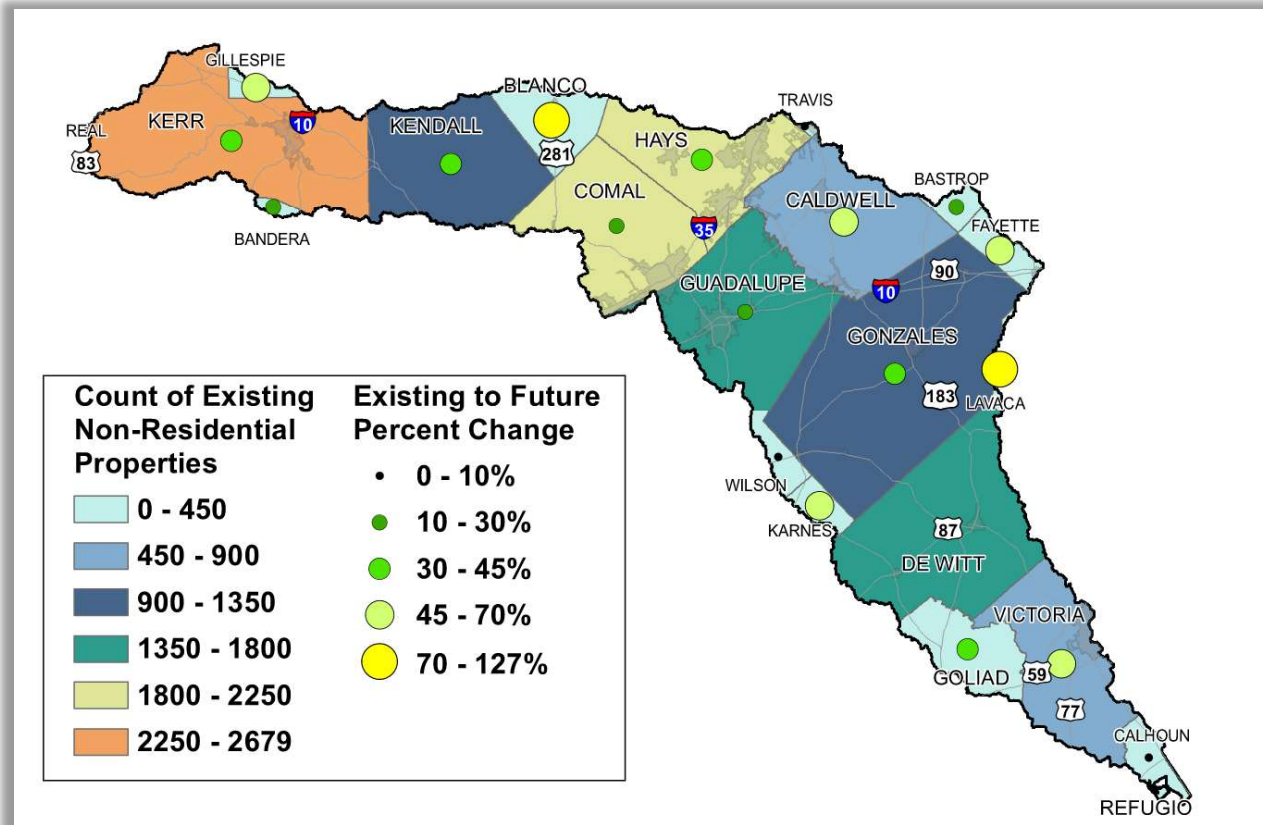 GILLESPIE
BLANCO
TRAVIS
REAL
KERR
10
KENDALL
HAYS
83
281
COMAL
BASTROP
CALDWELL
BANDERA
35
FAYETTE
90
GUADALUPE
10
GONZALES
183
LAVACA
WILSON
KARNES
87
DE WITT
VICTORIA
59
GOLIAD
77
CALHOUN
REFUGIO
Count of Existing
Non-Residential
Properties
0 - 450
450 - 900
900 - 1350
1350 - 1800
1800 - 2250
2250 - 2679
Existing to Future
Percent Change
0 - 10%
10 - 30%
30 - 45%
45 - 70%
70 - 127%